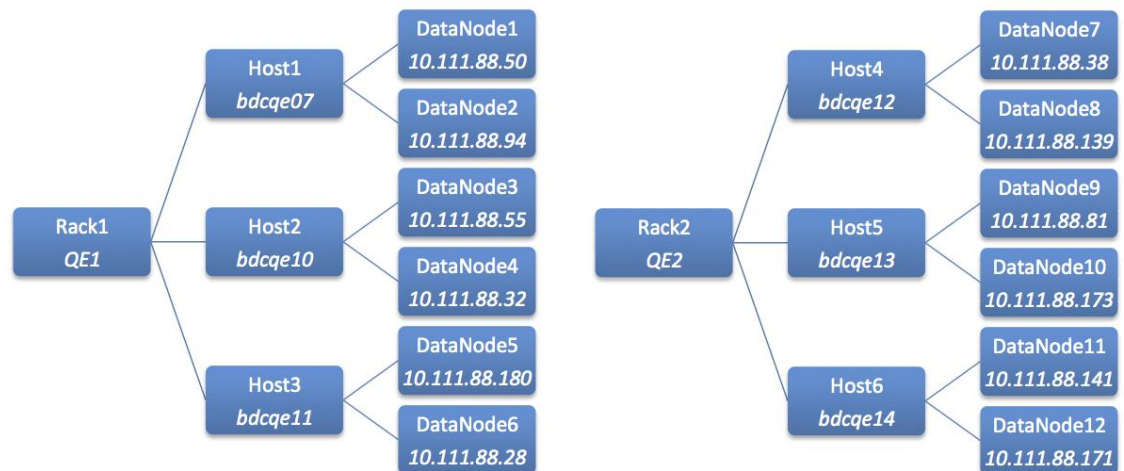 Rack1
QE1
Host1
bdcqe07
DataNode1
10.111.88.50
DataNode2
10.111.88.94
Host2
bdcqe10
DataNode3
10.111.88.55
DataNode4
10.111.88.32
Host3
bdcqe11
DataNode5
10.111.88.180
DataNode6
10.111.88.28
Rack2
QE2
Host4
bdcqe12
DataNode7
10.111.88.38
DataNode8
10.111.88.139
Host5
bdcqe13
DataNode9
10.111.88.81
DataNode10
10.111.88.173
Host6
bdcqe14
DataNode11
10.111.88.141
DataNode12
10.111.88.171